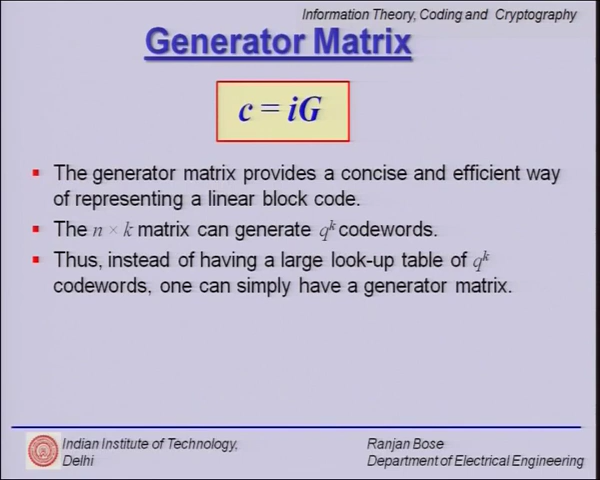 Information Theory, Coding and Cryptography
Generator Matrix
c = iG
The generator matrix provides a concise and efficient way
of representing a linear block code.
The n × k matrix can generate q^k codewords.
Thus, instead of having a large look-up table of q^k
codewords, one can simply have a generator matrix.
Indian Institute of Technology,
Delhi
Ranjan Bose
Department of Electrical Engineering